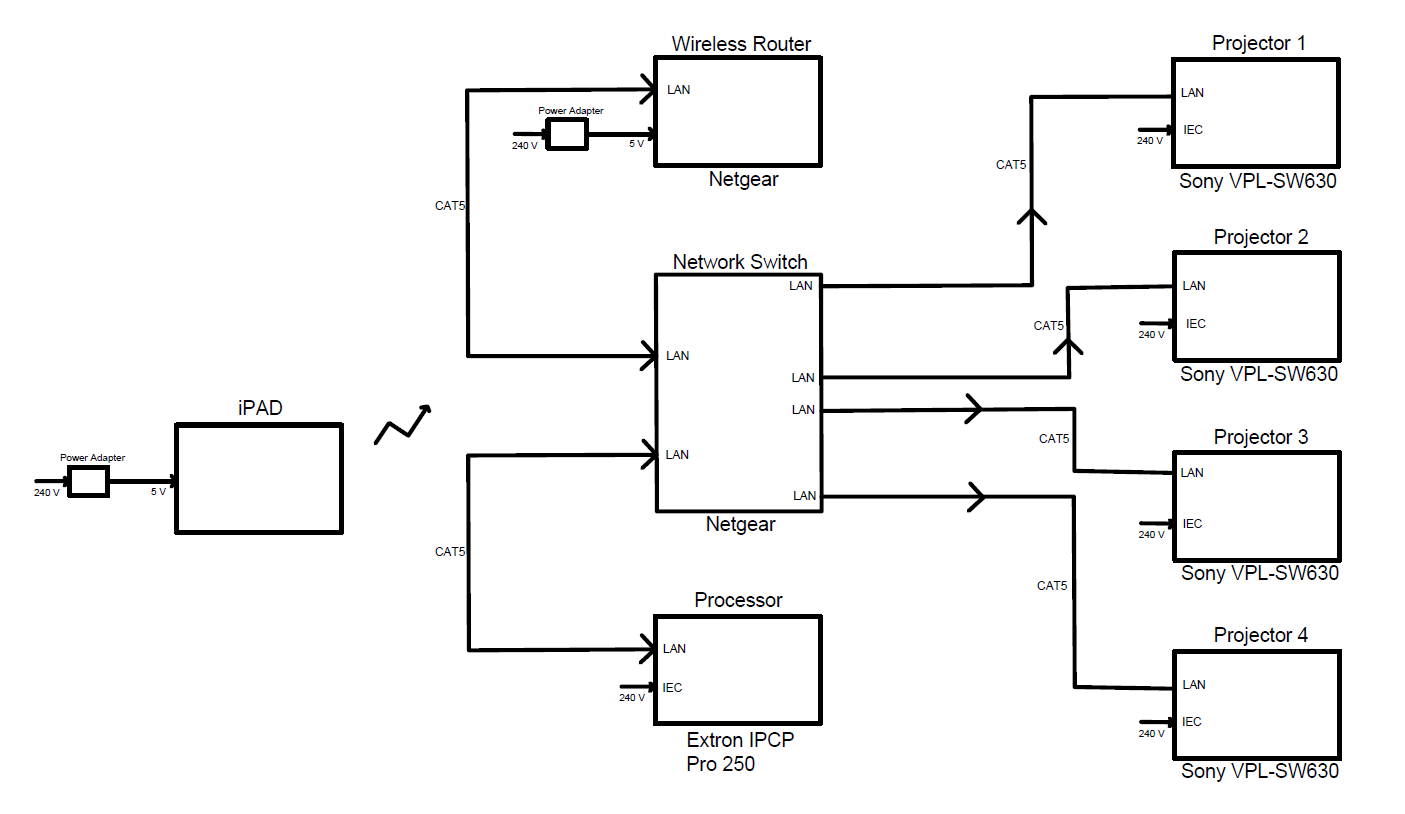 Wireless Router
LAN
Power Adapter
240 V
5 V
Netgear
CAT5
Network Switch
LAN
LAN
LAN
LAN
LAN
LAN
Netgear
CAT5
Processor
LAN
IEC
240 V
Extron IPCP
Pro 250
iPAD
Power Adapter
240 V
5 V
Projector 1
LAN
IEC
240 V
Sony VPL-SW630
CAT5
Projector 2
LAN
IEC
240 V
Sony VPL-SW630
CAT5
Projector 3
LAN
IEC
240 V
Sony VPL-SW630
CAT5
Projector 4
LAN
IEC
240 V
Sony VPL-SW630
CAT5